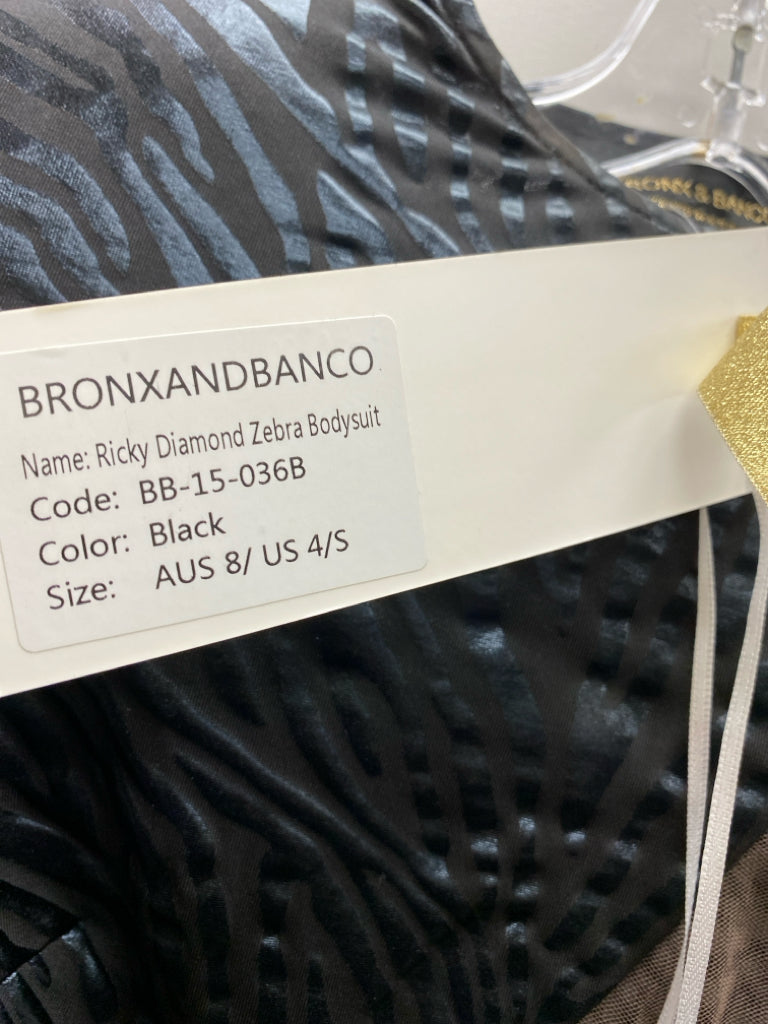 BRONXANDBANCO
Name: Ricky Diamond Zebra Bodysuit
Code: BB-15-036B
Color: Black
Size: AUS 8/ US 4/S